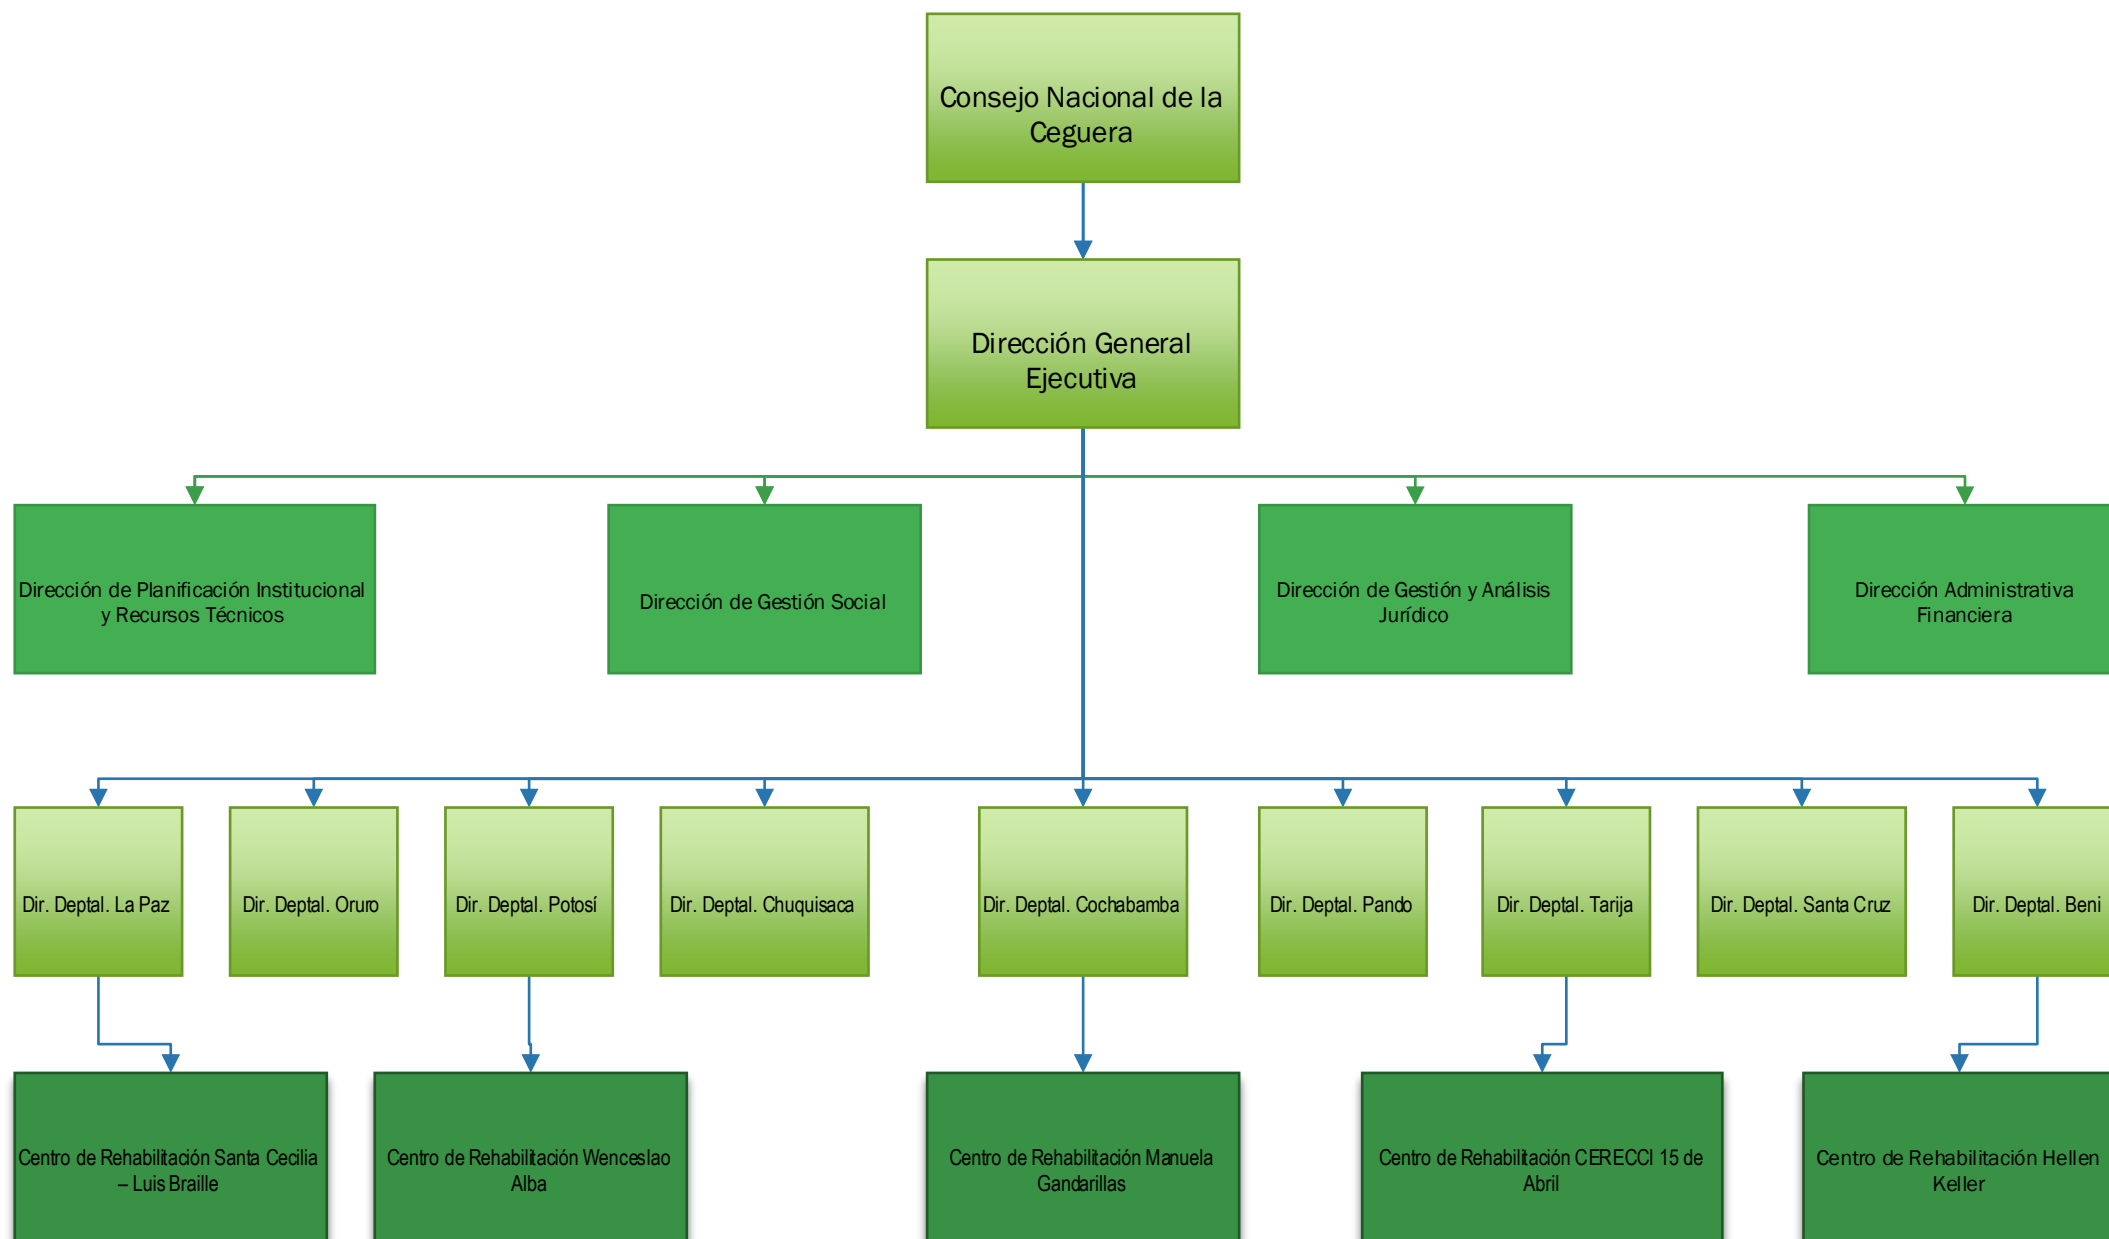 Consejo Nacional de la
Ceguera
Dirección General
Ejecutiva
Dirección de Planificación Institucional
y Recursos Técnicos
Dirección de Gestión Social
Dirección de Gestión y Análisis
Jurídico
Dirección Administrativa
Financiera
Dir. Deptal. La Paz
Dir. Deptal. Oruro
Dir. Deptal. Potosí
Dir. Deptal. Chuquisaca
Dir. Deptal. Cochabamba
Dir. Deptal. Pando
Dir. Deptal. Tarija
Dir. Deptal. Santa Cruz
Dir. Deptal. Beni
Centro de Rehabilitación Santa Cecilia
– Luis Braille
Centro de Rehabilitación Wenceslao
Alba
Centro de Rehabilitación Manuela
Gandarillas
Centro de Rehabilitación CERECCI 15 de
Abril
Centro de Rehabilitación Hellen
Keller